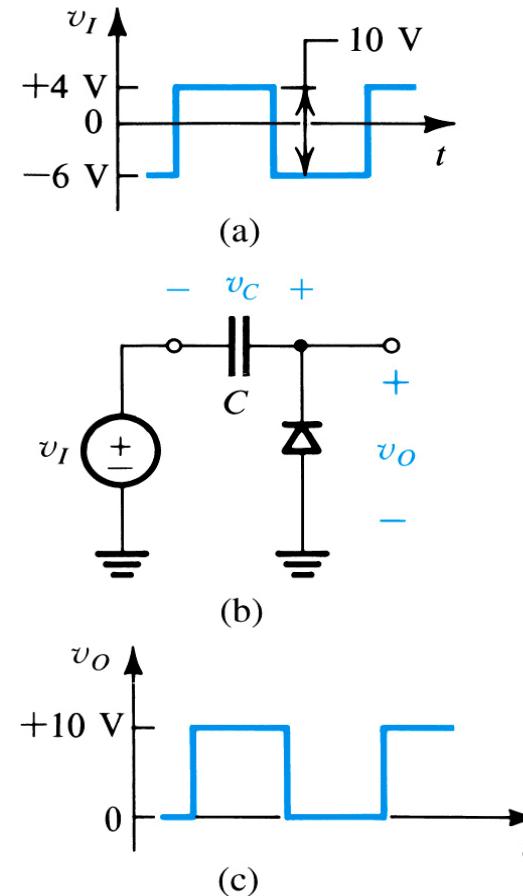 v_I
10 V
+4 V
0
t
−6 V
(a)
− v_C +
C
+
v_I + −
v_O
−
(b)
v_O
+10 V
0
(c)